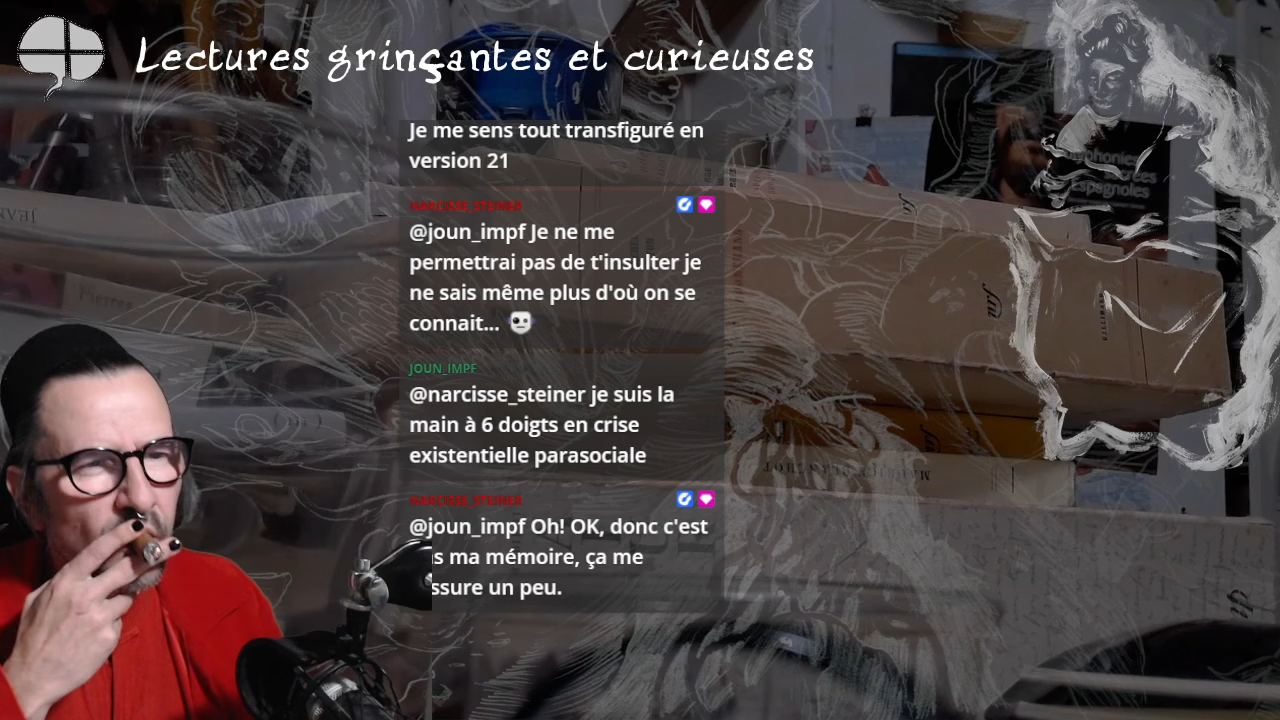 Lectures grinçantes et curieuses
Je me sens tout transfiguré en
version 21
NARCISSE_STEINER
@joun_impf Je ne me
permettrai pas de t'insulter je
ne sais même plus d'où on se
connait...
JOUN_IMPF
@narcisse_steiner je suis la
main à 6 doigts en crise
existentielle parasociale
NARCISSE_STEINER
@joun_impf Oh! OK, donc c'est
s ma mémoire, ça me
ssure un peu.
Espagnoles